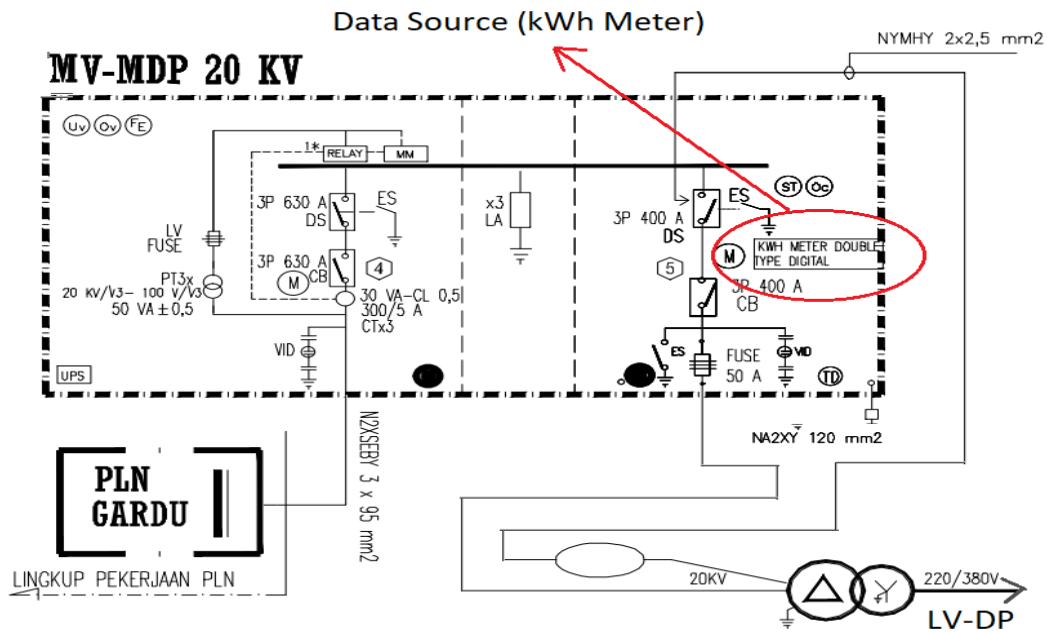 Data Source (kWh Meter)
NYMHY 2x2,5 mm2
MV-MDP 20 KV
Uv
Ov
FE
1*
RELAY
MM
3P 630 A
DS
ES
x3
LA
3P 400 A
DS
ES
ST
Oc
LV
FUSE
3P 630 A
CB
M
4
5
M
KWH METER DOUBLE
TYPE DIGITAL
PT3x
20 KV/V3- 100 V/V3
50 VA ± 0,5
30 VA-CL 0,5
300/5 A
CTx3
3P 400 A
CB
VID
ES
FUSE
50 A
VID
UPS
TD
NA2XY 120 mm2
N2XSEBY 3 x 95 mm2
PLN
GARDU
LINGKUP PEKERJAAN PLN
20KV
220/380V
LV-DP